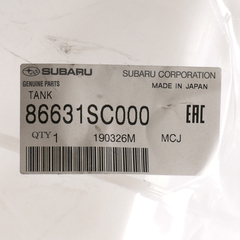 SUBARU SUBARU CORPORATION
GENUINE PARTS MADE IN JAPAN
TANK
86631SC000 EAC
QTY 1 190326M MCJ